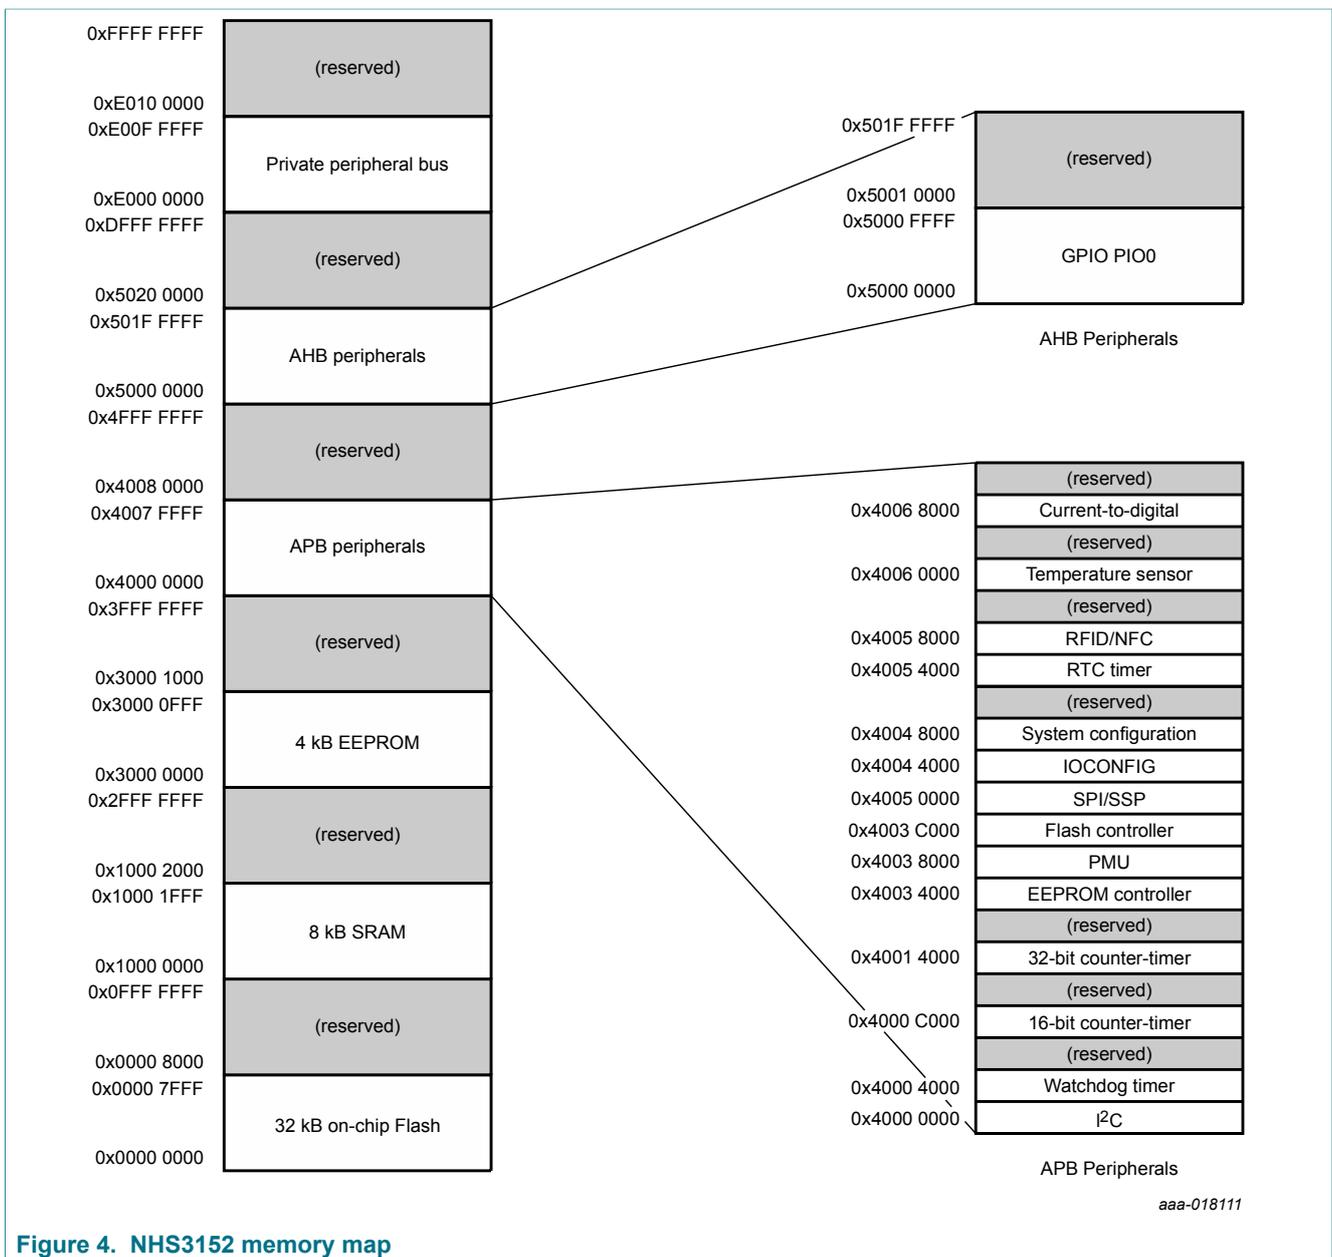 0xFFFF FFFF
(reserved)
0xE010 0000
0xE00F FFFF
Private peripheral bus
0xE000 0000
0xDFFF FFFF
(reserved)
0x5020 0000
0x501F FFFF
AHB peripherals
0x5000 0000
0x4FFF FFFF
(reserved)
0x4008 0000
0x4007 FFFF
APB peripherals
0x4000 0000
0x3FFF FFFF
(reserved)
0x3000 1000
0x3000 0FFF
4 kB EEPROM
0x3000 0000
0x2FFF FFFF
(reserved)
0x1000 2000
0x1000 1FFF
8 kB SRAM
0x1000 0000
0x0FFF FFFF
(reserved)
0x0000 8000
0x0000 7FFF
32 kB on-chip Flash
0x0000 0000
0x501F FFFF
(reserved)
0x5001 0000
0x5000 FFFF
GPIO PIO0
0x5000 0000
AHB Peripherals
(reserved)
0x4006 8000 Current-to-digital
(reserved)
0x4006 0000 Temperature sensor
(reserved)
0x4005 8000 RFID/NFC
0x4005 4000 RTC timer
(reserved)
0x4004 8000 System configuration
0x4004 4000 IOCONFIG
0x4005 0000 SPI/SSP
0x4003 C000 Flash controller
0x4003 8000 PMU
0x4003 4000 EEPROM controller
(reserved)
0x4001 4000 32-bit counter-timer
(reserved)
0x4000 C000 16-bit counter-timer
(reserved)
0x4000 4000 Watchdog timer
0x4000 0000 I²C
APB Peripherals
aaa-018111
Figure 4. NHS3152 memory map